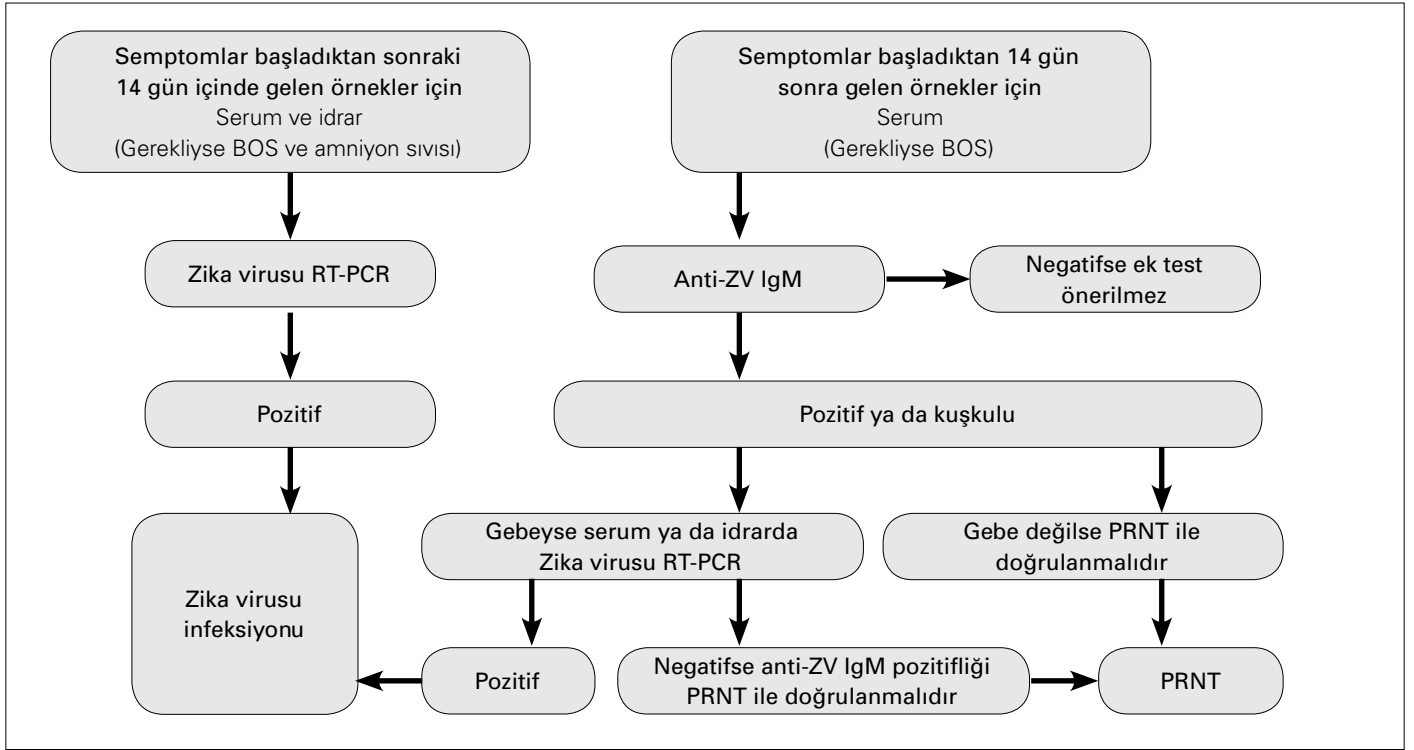 Semptomlar başladıktan sonraki
14 gün içinde gelen örnekler için
Serum ve idrar
(Gerekliyse BOS ve amniyon sıvısı)
Semptomlar başladıktan 14 gün
sonra gelen örnekler için
Serum
(Gerekliyse BOS)
Zika virusu RT-PCR
Anti-ZV IgM
Negatifse ek test
önerilmez
Pozitif
Pozitif ya da kuşkulu
Zika virusu
infeksiyonu
Gebeyse serum ya da idrarda
Zika virusu RT-PCR
Gebe değilse PRNT ile
doğrulanmalıdır
Pozitif
Negatifse anti-ZV IgM pozitifliği
PRNT ile doğrulanmalıdır
PRNT